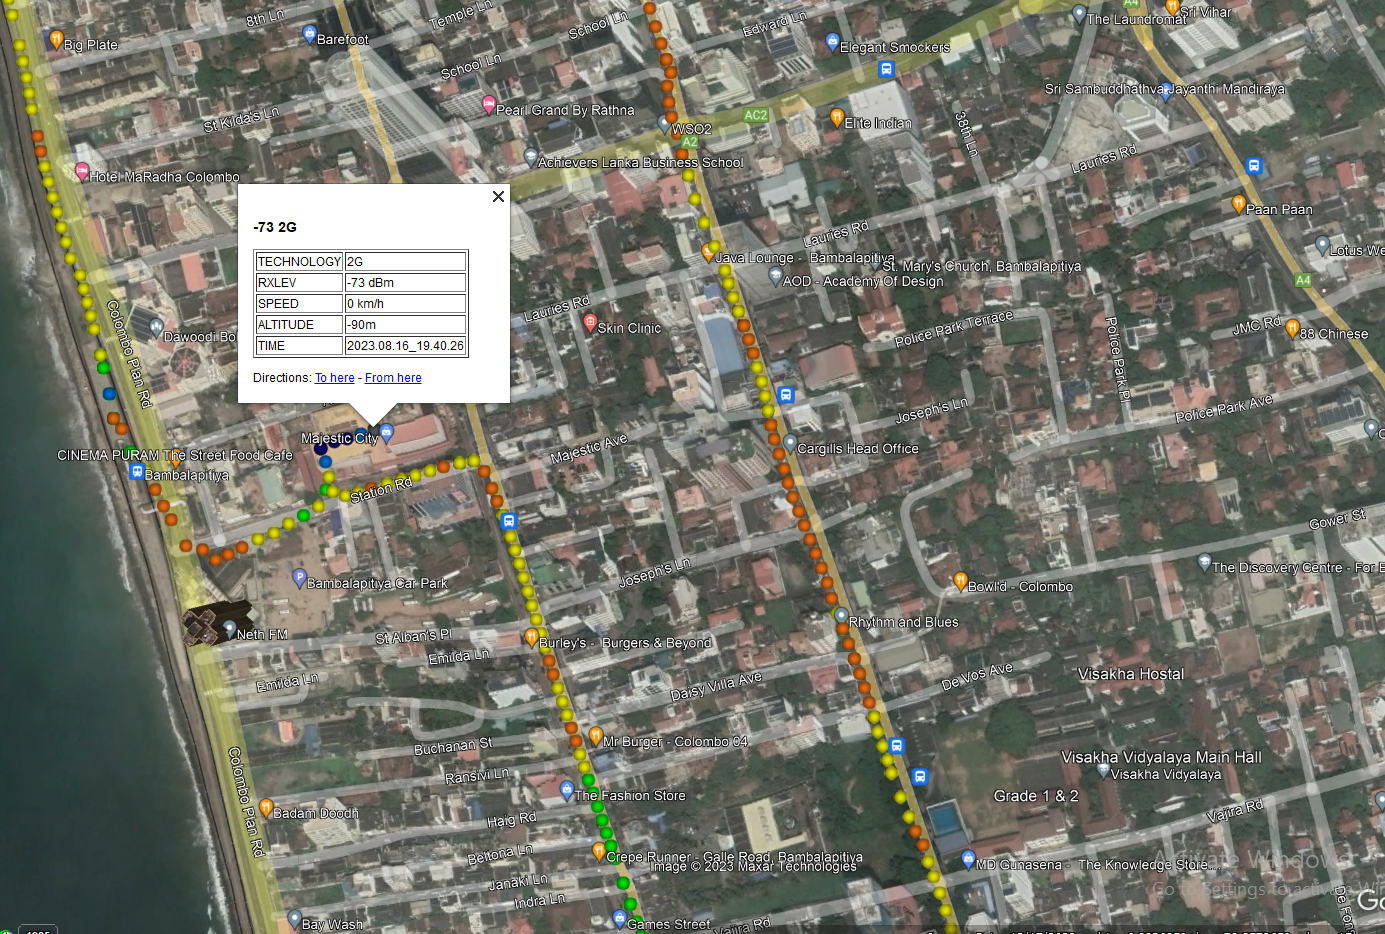 8th Ln
Temple Ln
School Ln
Edward Ln
A4
Sri Vihar
The Laundromat
Big Plate
Barefoot
Elegant Smockers
School Ln
Sri Sambuddhathva Jayanthi Mandiraya
Pearl Grand By Rathna
St Kilda's Ln
AC2
Elite Indian
38th Ln
WSO2
A2
Achievers Lanka Business School
Lauries Rd
Hotel MaRadha Colombo
Paan Paan
-73 2G
Lauries Rd
Lotus We
Java Lounge - Bambalapitiya
St. Mary's Church, Bambalapitiya
AOD - Academy Of Design
A4
TECHNOLOGY 2G
RXLEV -73 dBm
SPEED 0 km/h
ALTITUDE -90m
TIME 2023.08.16_19.40.26
Directions: To here - From here
Lauries Rd
Skin Clinic
Police Park Terrace
JMC Rd
88 Chinese
Colombo Plan Rd
Dawoodi Bo
Police Park Pl
Joseph's Ln
Police Park Ave
Majestic City
Majestic Ave
Cargills Head Office
CINEMA PURAM The Street Food Cafe
Bambalapitiya
Station Rd
Gower St
Joseph's Ln
The Discovery Centre - For E
Bambalapitiya Car Park
Bowl'd - Colombo
Rhythm and Blues
Neth FM
St Alban's Pl
Burley's - Burgers & Beyond
Emilda Ln
Emilda Ln
Daisy Villa Ave
De Vos Ave
Visakha Hostal
Buchanan St
Mr Burger - Colombo 04
Visakha Vidyalaya Main Hall
Visakha Vidyalaya
Ransivi Ln
Colombo Plan Rd
The Fashion Store
Grade 1 & 2
Badam Doodh
Haig Rd
Vajira Rd
Beltona Ln
Crepe Runner - Galle Road, Bambalapitiya
Image © 2023 Maxar Technologies
MD Gunasena - The Knowledge Store...
Janaki Ln
Indra Ln
Bay Wash
Games Street
Vajira Rd